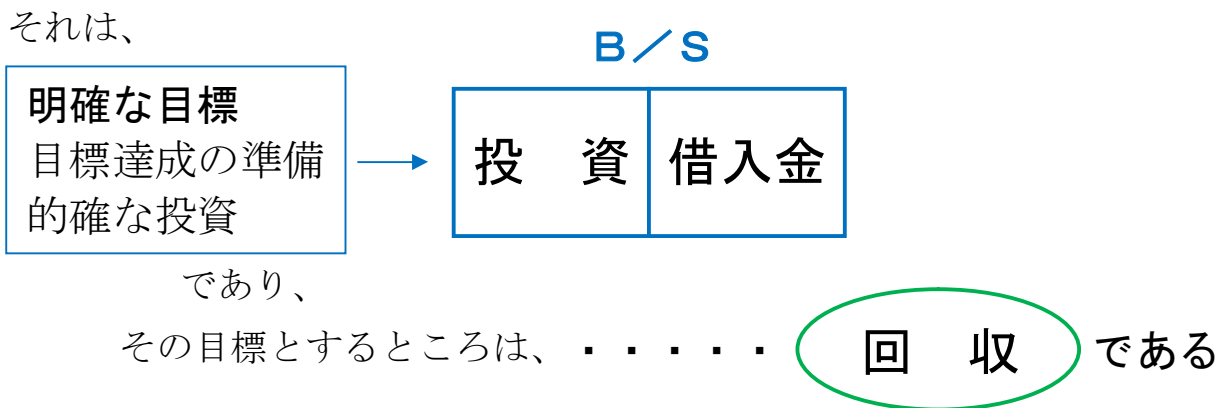 それは、
B/S
明確な目標
目標達成の準備
的確な投資
投 資
借入金
であり、
その目標とするところは、・・・・・
回 収
である